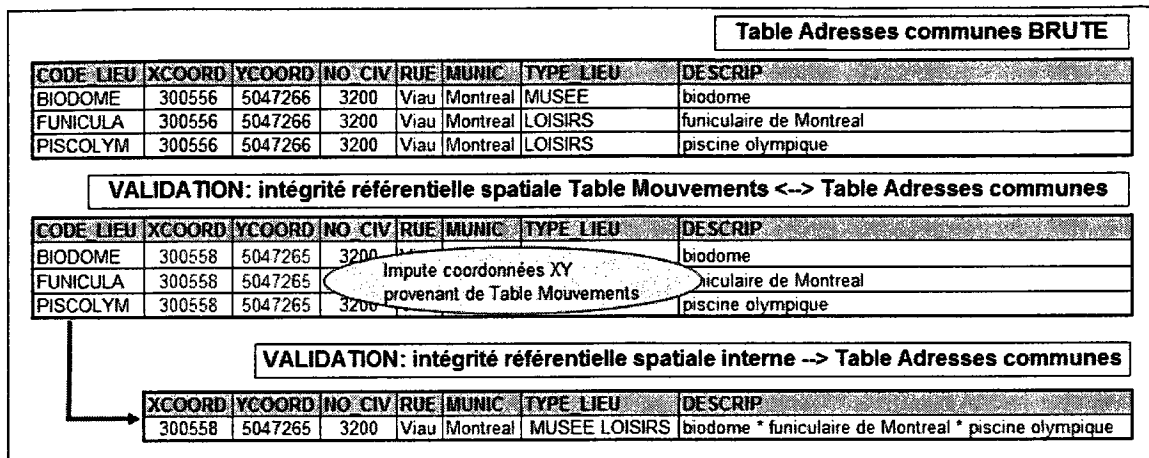 Table Adresses communes BRUTE
CODE_LIEU XCOORD YCOORD NO_CIV RUE MUNIC TYPE_LIEU DESCRIP
BIODOME 300556 5047266 3200 Viau Montreal MUSEE biodome
FUNICULA 300556 5047266 3200 Viau Montreal LOISIRS funiculaire de Montreal
PISCOLYM 300556 5047266 3200 Viau Montreal LOISIRS piscine olympique
VALIDATION: intégrité référentielle spatiale Table Mouvements <--> Table Adresses communes
CODE_LIEU XCOORD YCOORD NO_CIV RUE MUNIC TYPE_LIEU DESCRIP
BIODOME 300558 5047265 3200 biodome
FUNICULA 300558 5047265 niculaire de Montreal
PISCOLYM 300558 5047265 3200 piscine olympique
Impute coordonnées XY
provenant de Table Mouvements
VALIDATION: intégrité référentielle spatiale interne --> Table Adresses communes
XCOORD YCOORD NO_CIV RUE MUNIC TYPE_LIEU DESCRIP
300558 5047265 3200 Viau Montreal MUSEE LOISIRS biodome * funiculaire de Montreal * piscine olympique